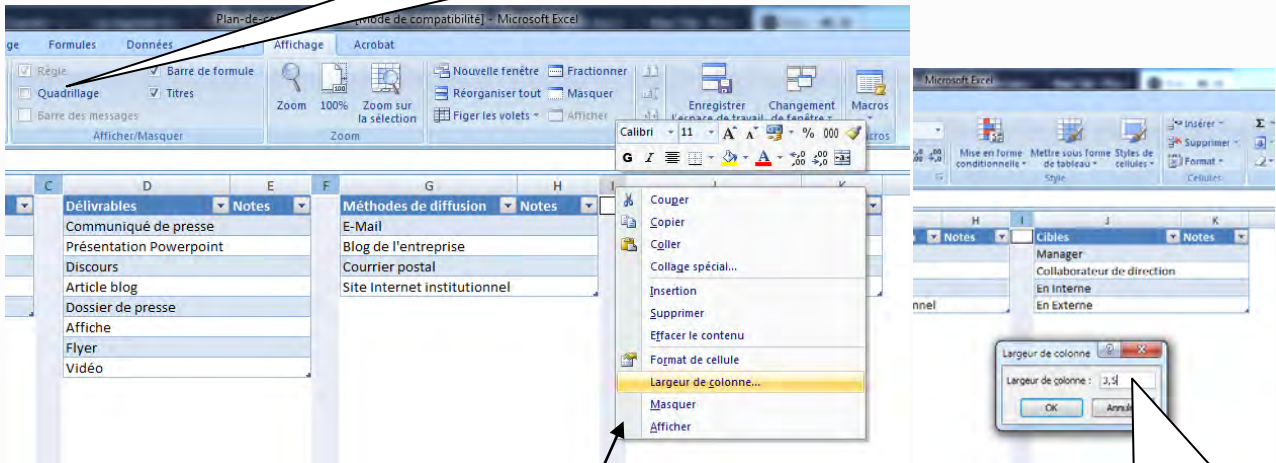 Plan-de-co [Mode de compatibilité] - Microsoft Excel
ge Formules Données Affichage Acrobat
Règle Barre de formule
Quadrillage Titres
Barre des messages
Afficher/Masquer
Zoom 100% Zoom sur la sélection
Zoom
Nouvelle fenêtre Fractionner
Réorganiser tout Masquer
Figer les volets Afficher
Enregistrer l'espace de travail Changement de fenêtre
Macros
Calibri 11 A A % 000
G I A ,00 ,00
C D E F G H I J K
Délivrables Notes Méthodes de diffusion Notes
Communiqué de presse E-Mail
Présentation Powerpoint Blog de l'entreprise
Discours Courrier postal
Article blog Site Internet institutionnel
Dossier de presse
Affiche
Flyer
Vidéo
Couper
Copier
Coller
Collage spécial...
Insertion
Supprimer
Effacer le contenu
Format de cellule
Largeur de colonne...
Masquer
Afficher
Microsoft Excel
Mise en forme conditionnelle Mettre sous forme de tableau Styles de cellules
Style
Insérer
Supprimer
Format
Cellules
Σ
H I J K
Notes Cibles Notes
Manager
Collaborateur de direction
En Interne
nnel En Externe
Largeur de colonne
Largeur de colonne : 3,5
OK Annule